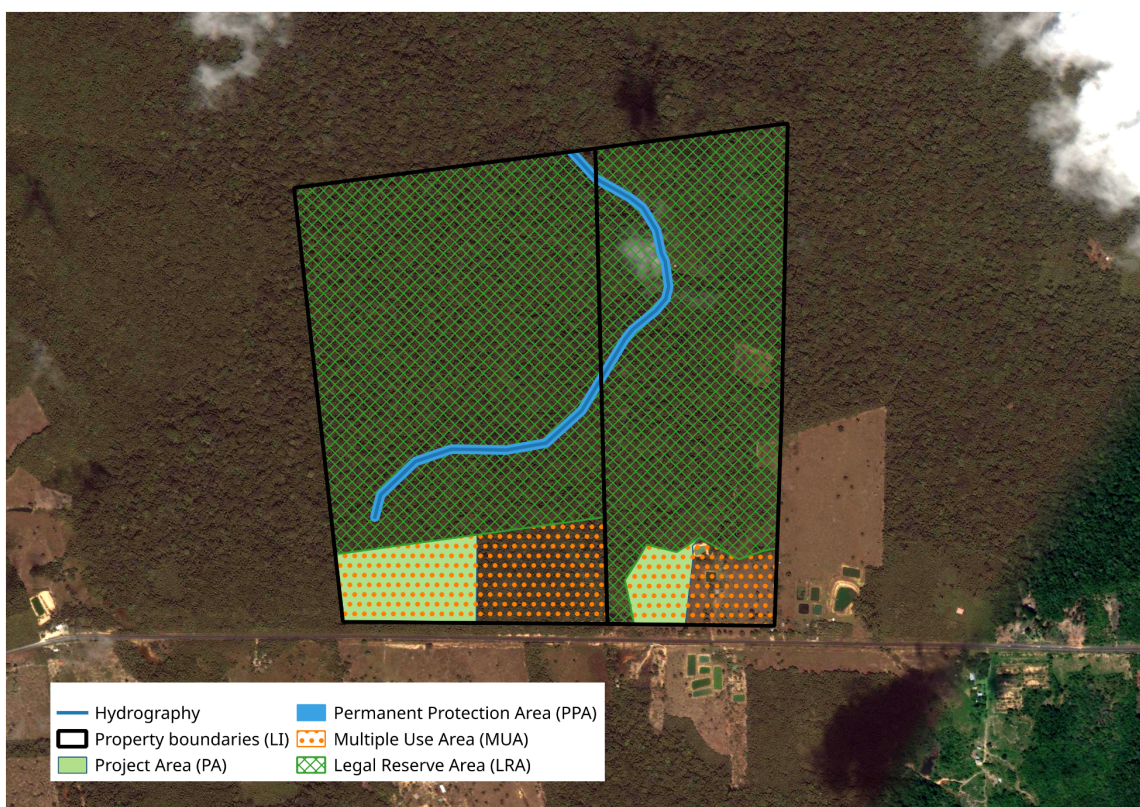 Hydrography
Property boundaries (LI)
Project Area (PA)
Permanent Protection Area (PPA)
Multiple Use Area (MUA)
Legal Reserve Area (LRA)